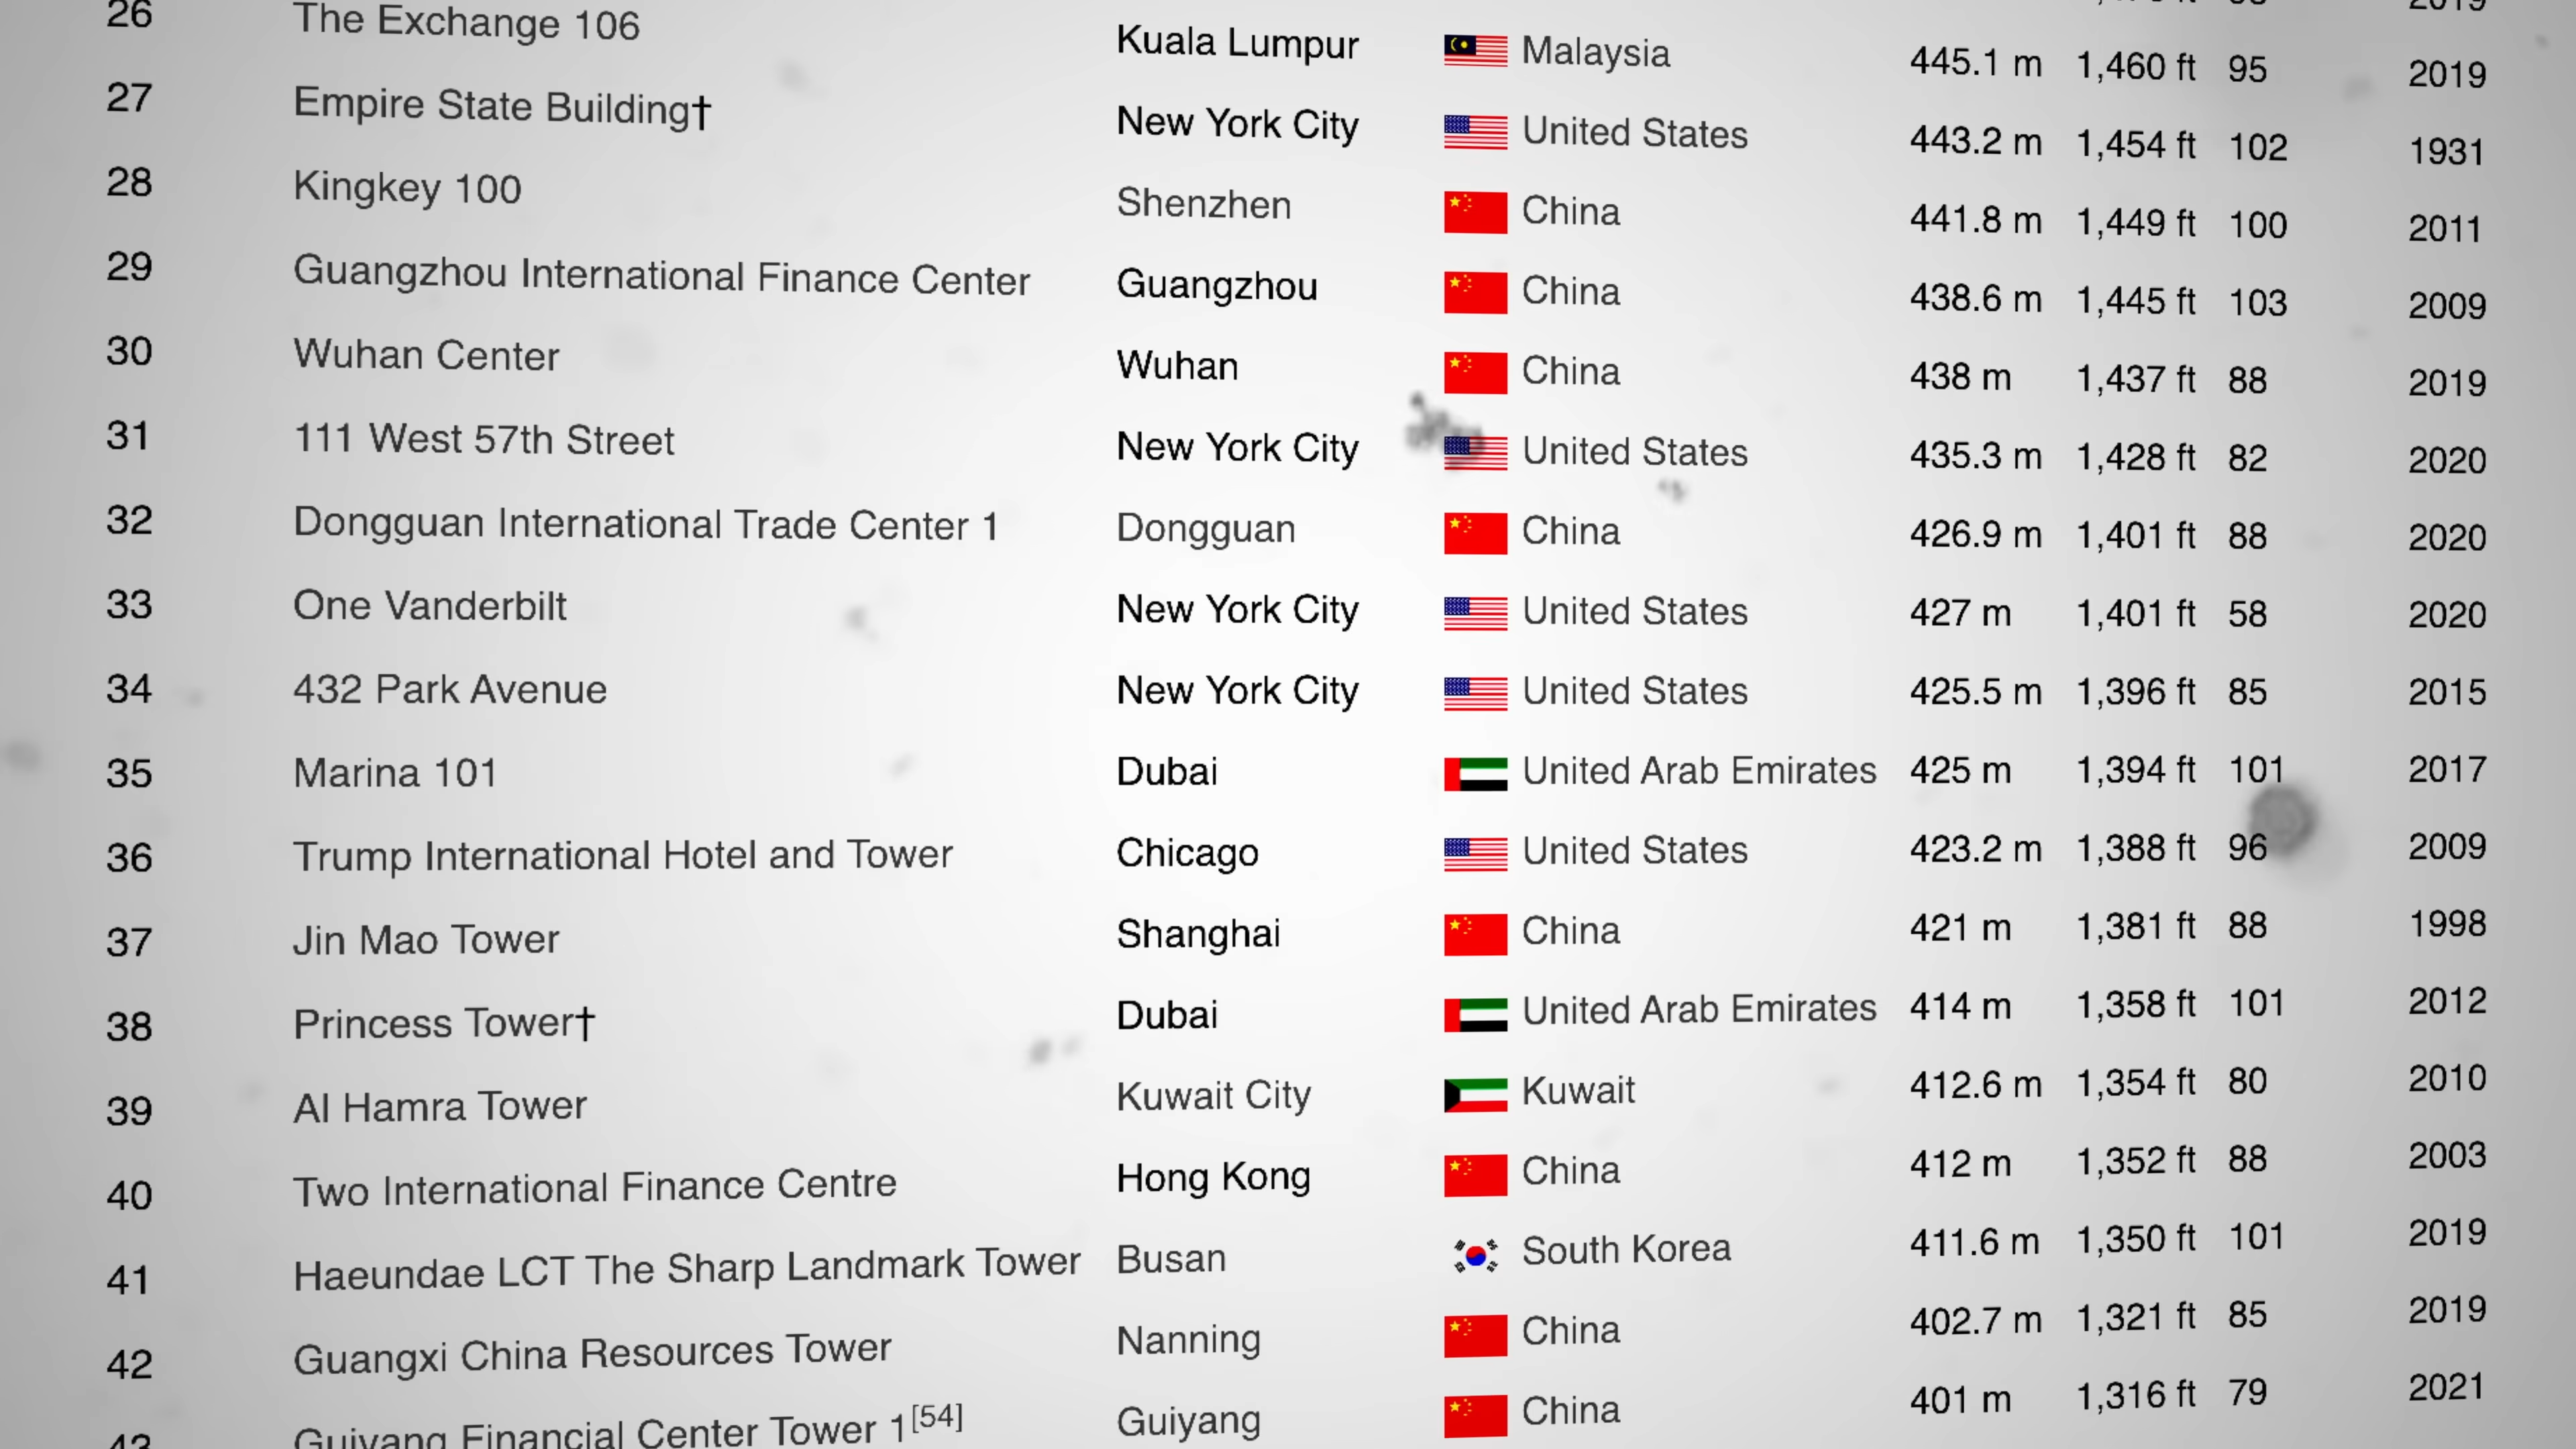 26 The Exchange 106 Kuala Lumpur Malaysia 445.1 m 1,460 ft 95 2019
27 Empire State Building† New York City United States 443.2 m 1,454 ft 102 1931
28 Kingkey 100 Shenzhen China 441.8 m 1,449 ft 100 2011
29 Guangzhou International Finance Center Guangzhou China 438.6 m 1,445 ft 103 2009
30 Wuhan Center Wuhan China 438 m 1,437 ft 88 2019
31 111 West 57th Street New York City United States 435.3 m 1,428 ft 82 2020
32 Dongguan International Trade Center 1 Dongguan China 426.9 m 1,401 ft 88 2020
33 One Vanderbilt New York City United States 427 m 1,401 ft 58 2020
34 432 Park Avenue New York City United States 425.5 m 1,396 ft 85 2015
35 Marina 101 Dubai United Arab Emirates 425 m 1,394 ft 101 2017
36 Trump International Hotel and Tower Chicago United States 423.2 m 1,388 ft 96 2009
37 Jin Mao Tower Shanghai China 421 m 1,381 ft 88 1998
38 Princess Tower† Dubai United Arab Emirates 414 m 1,358 ft 101 2012
39 Al Hamra Tower Kuwait City Kuwait 412.6 m 1,354 ft 80 2010
40 Two International Finance Centre Hong Kong China 412 m 1,352 ft 88 2003
41 Haeundae LCT The Sharp Landmark Tower Busan South Korea 411.6 m 1,350 ft 101 2019
42 Guangxi China Resources Tower Nanning China 402.7 m 1,321 ft 85 2019
43 Guiyang Financial Center Tower 1[54] Guiyang China 401 m 1,316 ft 79 2021